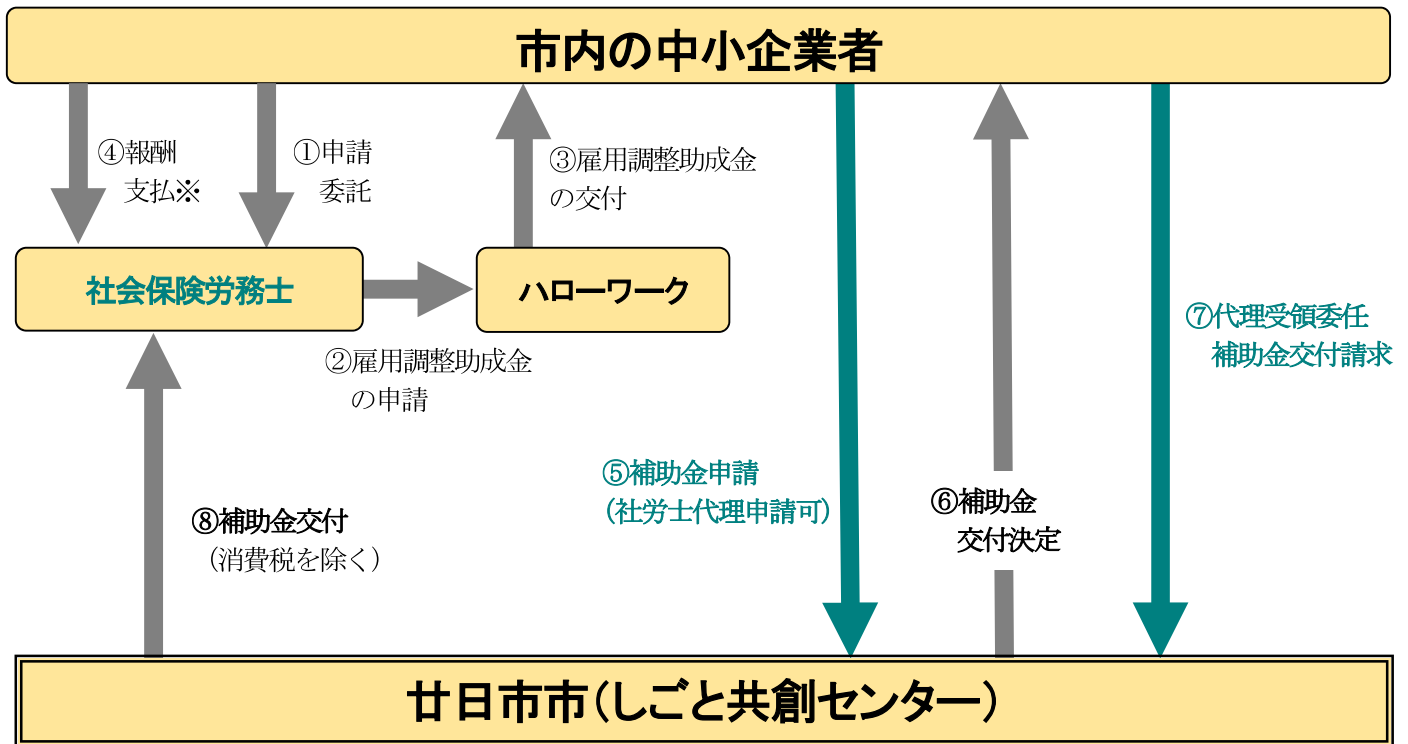 市内の中小企業者
④報酬
支払※
①申請
委託
③雇用調整助成金
の交付
社会保険労務士
ハローワーク
②雇用調整助成金
の申請
⑦代理受領委任
補助金交付請求
⑤補助金申請
（社労士代理申請可）
⑥補助金
交付決定
⑧補助金交付
（消費税を除く）
廿日市市（しごと共創センター）